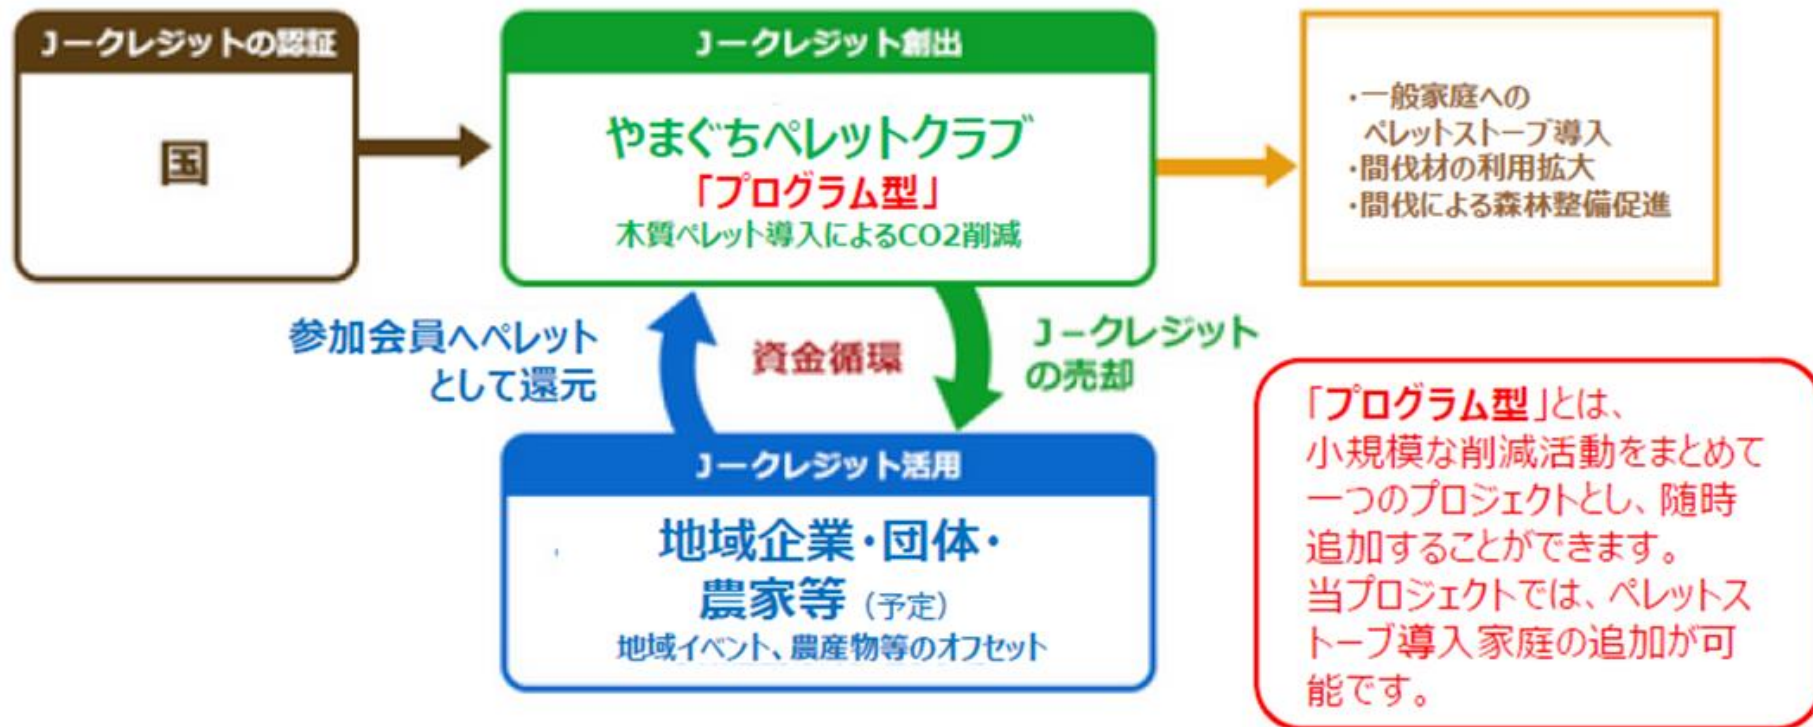 J－クレジットの認証
国
J－クレジット創出
やまぐちペレットクラブ
「プログラム型」
木質ペレット導入によるCO2削減
・一般家庭への
ペレットストーブ導入
・間伐材の利用拡大
・間伐による森林整備促進
参加会員へペレット
として還元
資金循環
J－クレジット
の売却
J－クレジット活用
地域企業・団体・
農家等（予定）
地域イベント、農産物等のオフセット
「プログラム型」とは、
小規模な削減活動をまとめて
一つのプロジェクトとし、随時
追加することができます。
当プロジェクトでは、ペレットス
トーブ導入家庭の追加が可
能です。